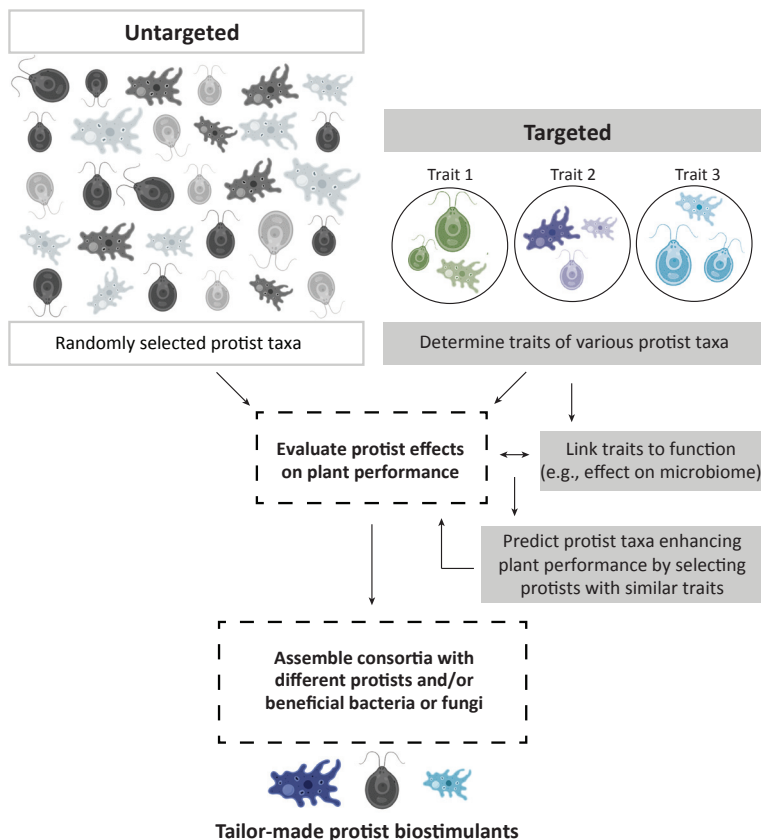 Untargeted
Targeted
Trait 1
Trait 2
Trait 3
Randomly selected protist taxa
Determine traits of various protist taxa
Evaluate protist effects
on plant performance
Link traits to function
(e.g., effect on microbiome)
Predict protist taxa enhancing
plant performance by selecting
protists with similar traits
Assemble consortia with
different protists and/or
beneficial bacteria or fungi
Tailor-made protist biostimulants